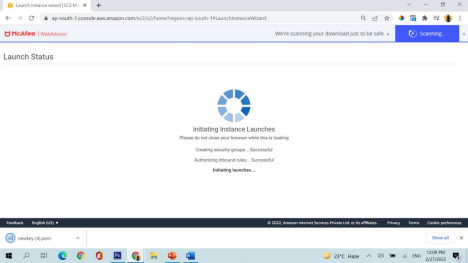 Launch instance wizard | EC2 M
ap-south-1.console.aws.amazon.com/ec2/v2/home?region=ap-south-1#LaunchInstanceWizard:
McAfee | WebAdvisor
We're scanning your download just to be safe.
Scanning...
Launch Status
Initiating Instance Launches
Please do not close your browser while this is loading
Creating security groups... Successful
Authorizing inbound rules... Successful
Initiating launches...
Feedback English (US)
© 2022, Amazon Internet Services Private Ltd. or its affiliates. Privacy Terms Cookie preferences
newkey (4).pem
Show all
23°C Haze
ENG
12:09 PM
2/27/2022